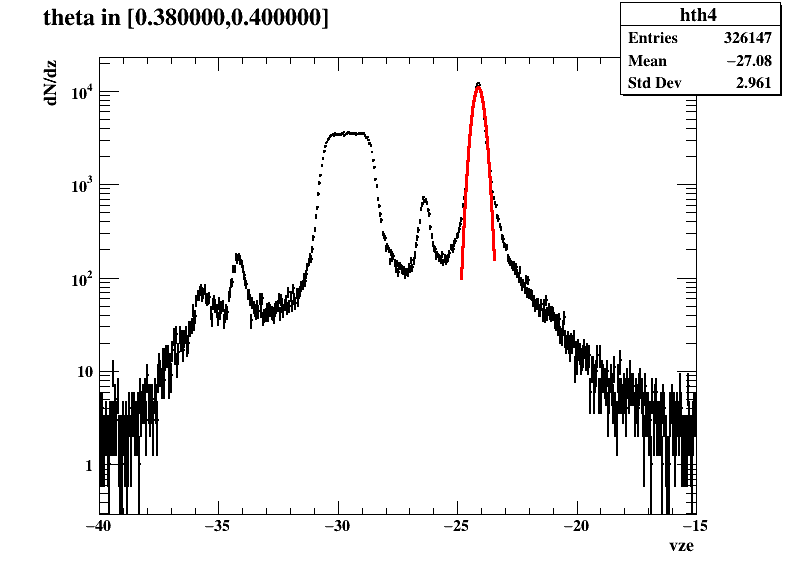 theta in [0.380000,0.400000]
hth4
Entries 326147
Mean −27.08
Std Dev 2.961
dN/dz
10⁴
10³
10²
10
1
−40 −35 −30 −25 −20 −15
vze